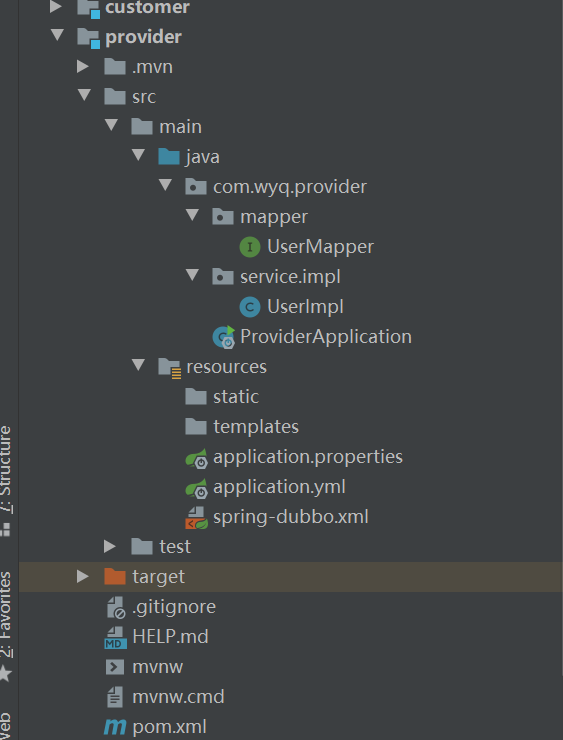 customer
provider
.mvn
src
main
java
com.wyq.provider
mapper
I UserMapper
service.impl
C UserImpl
ProviderApplication
resources
static
templates
application.properties
application.yml
spring-dubbo.xml
test
target
.gitignore
MD HELP.md
mvnw
mvnw.cmd
m pom.xml
7: Structure
2: Favorites
Web